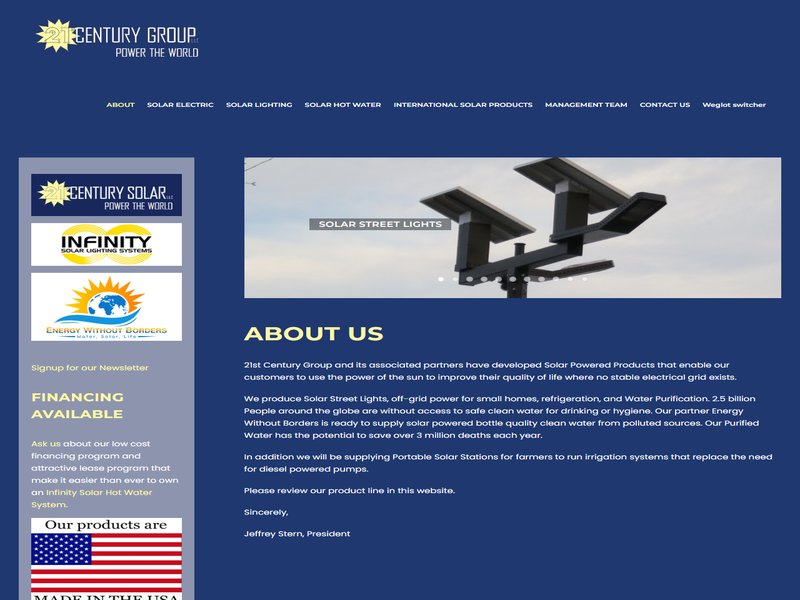 21 CENTURY GROUP LLC
POWER THE WORLD
ABOUT SOLAR ELECTRIC SOLAR LIGHTING SOLAR HOT WATER INTERNATIONAL SOLAR PRODUCTS MANAGEMENT TEAM CONTACT US Weglot switcher
21 CENTURY SOLAR LLC
POWER THE WORLD
INFINITY
SOLAR LIGHTING SYSTEMS
ENERGY WITHOUT BORDERS
Water, Solar, Life
Signup for our Newsletter
FINANCING
AVAILABLE
Ask us about our low cost
financing program and
attractive lease program that
make it easier than ever to own
an Infinity Solar Hot Water
System.
Our products are
MADE IN THE USA
SOLAR STREET LIGHTS
ABOUT US
21st Century Group and its associated partners have developed Solar Powered Products that enable our
customers to use the power of the sun to improve their quality of life where no stable electrical grid exists.
We produce Solar Street Lights, off-grid power for small homes, refrigeration, and Water Purification. 2.5 billion
People around the globe are without access to safe clean water for drinking or hygiene. Our partner Energy
Without Borders is ready to supply solar powered bottle quality clean water from polluted sources. Our Purified
Water has the potential to save over 3 million deaths each year.
In addition we will be supplying Portable Solar Stations for farmers to run irrigation systems that replace the need
for diesel powered pumps.
Please review our product line in this website.
Sincerely,
Jeffrey Stern, President